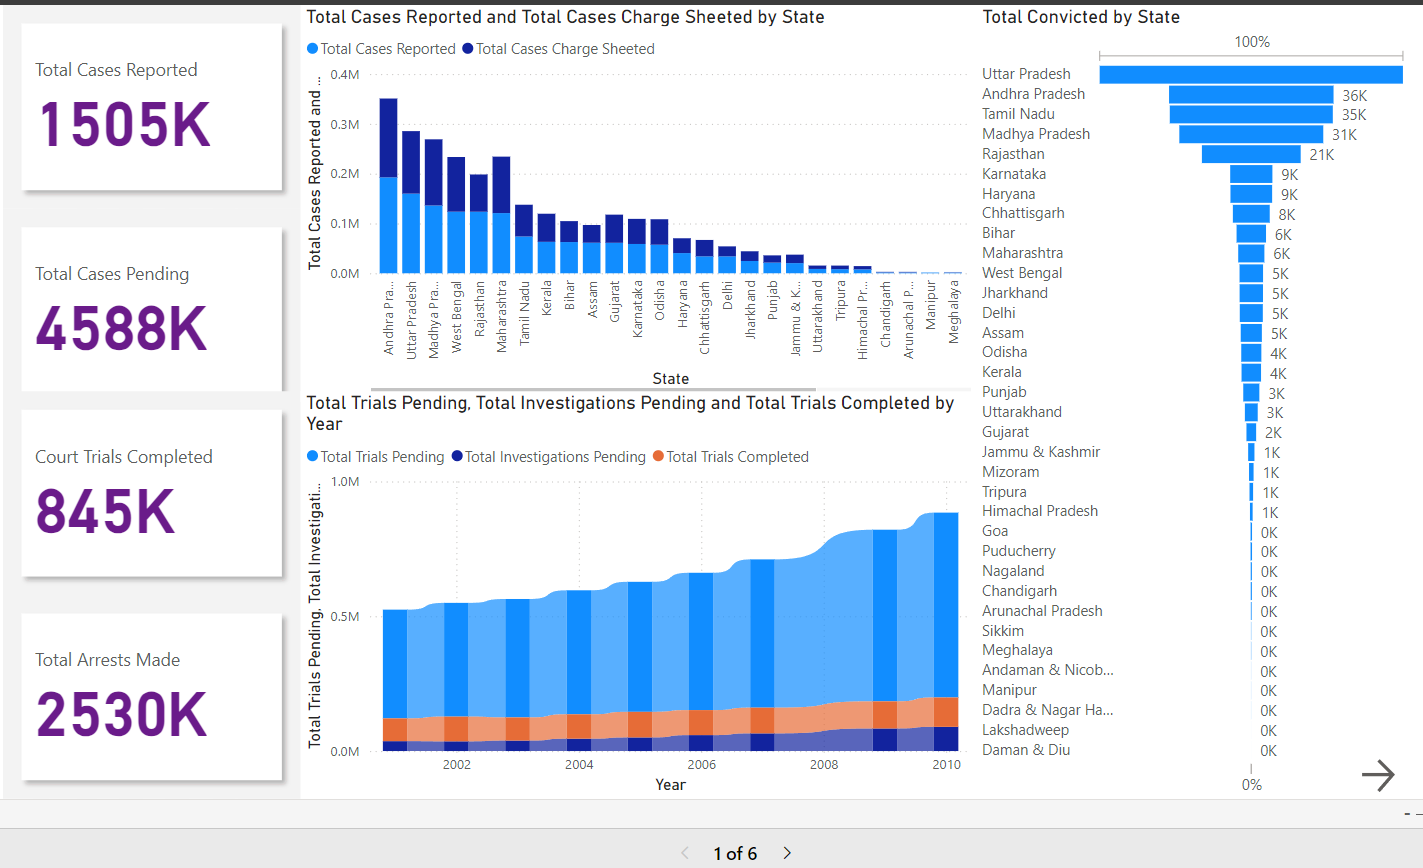 Total Cases Reported
1505K
Total Cases Pending
4588K
Court Trials Completed
845K
Total Arrests Made
2530K
Total Cases Reported and Total Cases Charge Sheeted by State
Total Cases Reported Total Cases Charge Sheeted
Total Cases Reported and ...
0.4M
0.3M
0.2M
0.1M
0.0M
Andhra Pra...
Uttar Pradesh
Madhya Pra...
West Bengal
Rajasthan
Maharashtra
Tamil Nadu
Kerala
Bihar
Assam
Gujarat
Karnataka
Odisha
Haryana
Chhattisgarh
Delhi
Jharkhand
Punjab
Jammu & K...
Uttarakhand
Tripura
Himachal Pr...
Chandigarh
Arunachal P...
Manipur
Meghalaya
State
Total Trials Pending, Total Investigations Pending and Total Trials Completed by
Year
Total Trials Pending Total Investigations Pending Total Trials Completed
Total Trials Pending, Total Investigati...
1.0M
0.5M
0.0M
2002 2004 2006 2008 2010
Year
Total Convicted by State
100%
Uttar Pradesh
Andhra Pradesh 36K
Tamil Nadu 35K
Madhya Pradesh 31K
Rajasthan 21K
Karnataka 9K
Haryana 9K
Chhattisgarh 8K
Bihar 6K
Maharashtra 6K
West Bengal 5K
Jharkhand 5K
Delhi 5K
Assam 5K
Odisha 4K
Kerala 4K
Punjab 3K
Uttarakhand 3K
Gujarat 2K
Jammu & Kashmir 1K
Mizoram 1K
Tripura 1K
Himachal Pradesh 1K
Goa 0K
Puducherry 0K
Nagaland 0K
Chandigarh 0K
Arunachal Pradesh 0K
Sikkim 0K
Meghalaya 0K
Andaman & Nicob... 0K
Manipur 0K
Dadra & Nagar Ha... 0K
Lakshadweep 0K
Daman & Diu 0K
0%
1 of 6